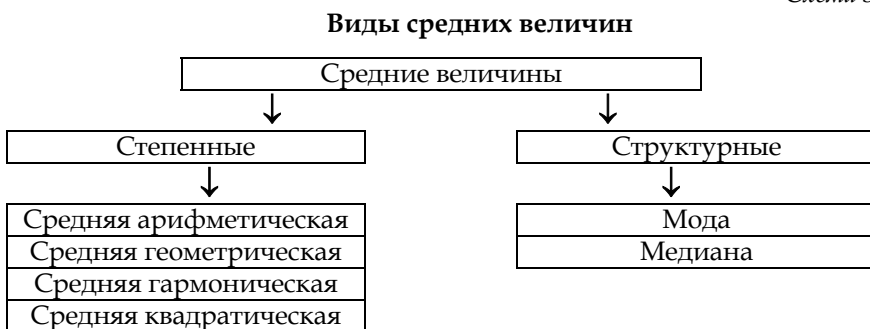 Виды средних величин
Средние величины
Степенные
Структурные
Средняя арифметическая
Средняя геометрическая
Средняя гармоническая
Средняя квадратическая
Мода
Медиана